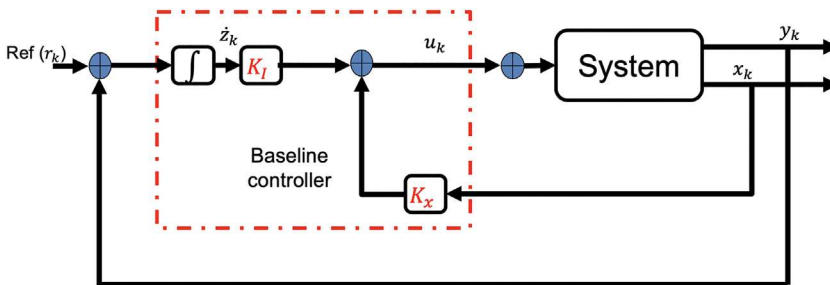 Ref (r_k)
∫
ż_k
K_I
u_k
System
y_k
x_k
Baseline
controller
K_x